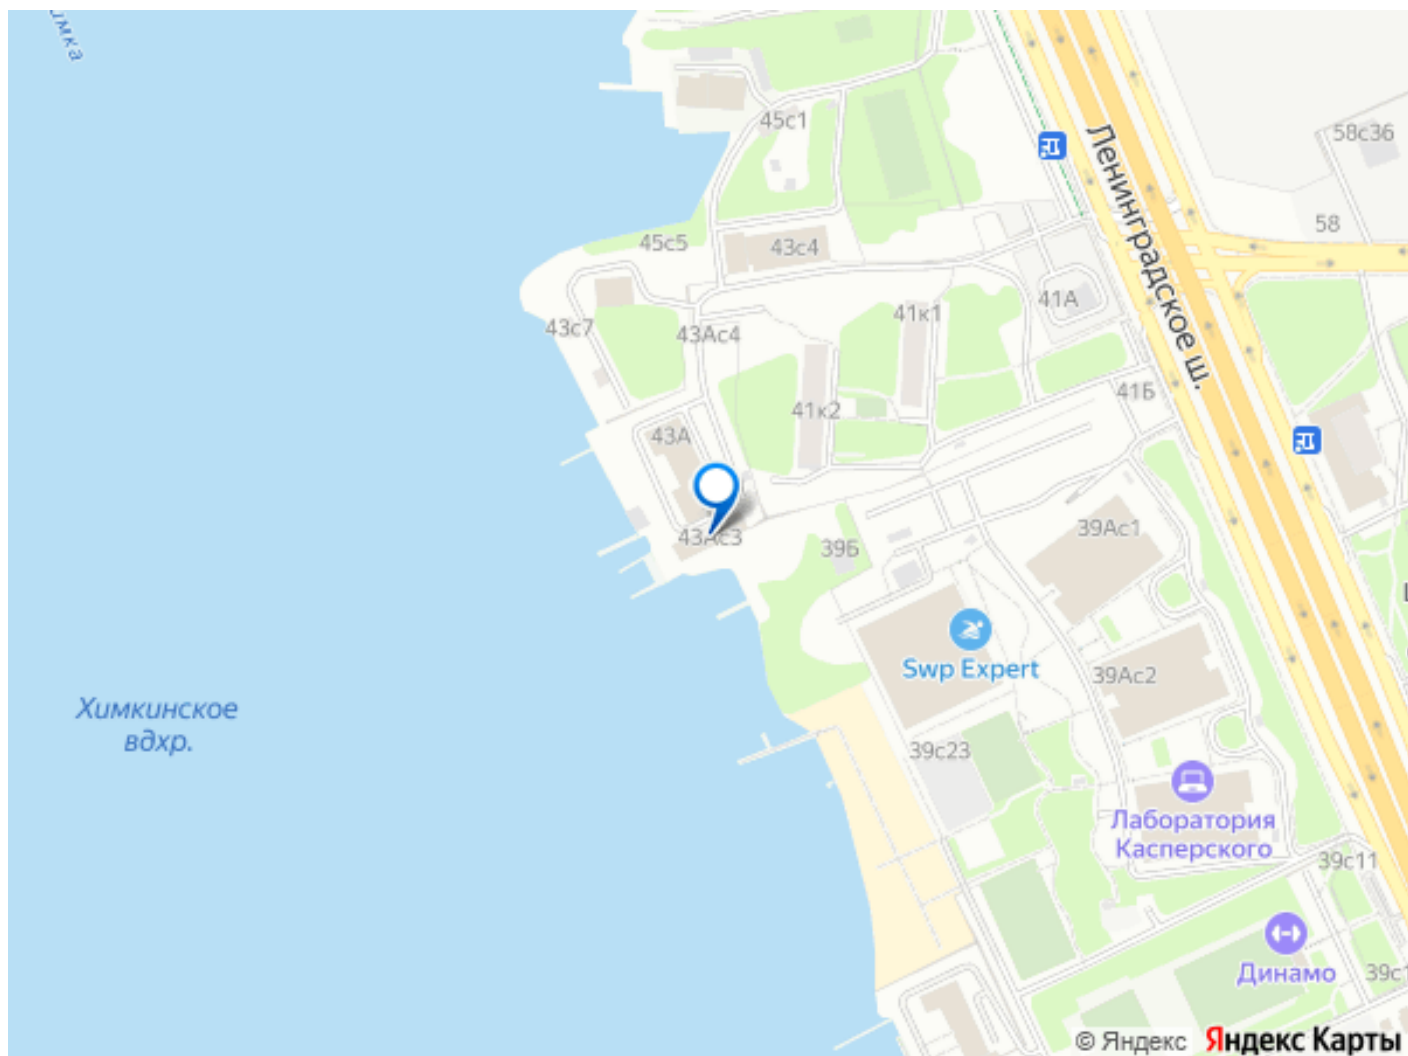 45с1
58с36
Ленинградское ш.
58
45с5
43с4
41А
43с7
43Ас4
41к1
41Б
41к2
43А
43Ас3
39Б
39Ас1
Swp Expert
39Ас2
Химкинское
вдхр.
39с23
Лаборатория
Касперского
39с11
Динамо
© Яндекс
Яндекс Карты